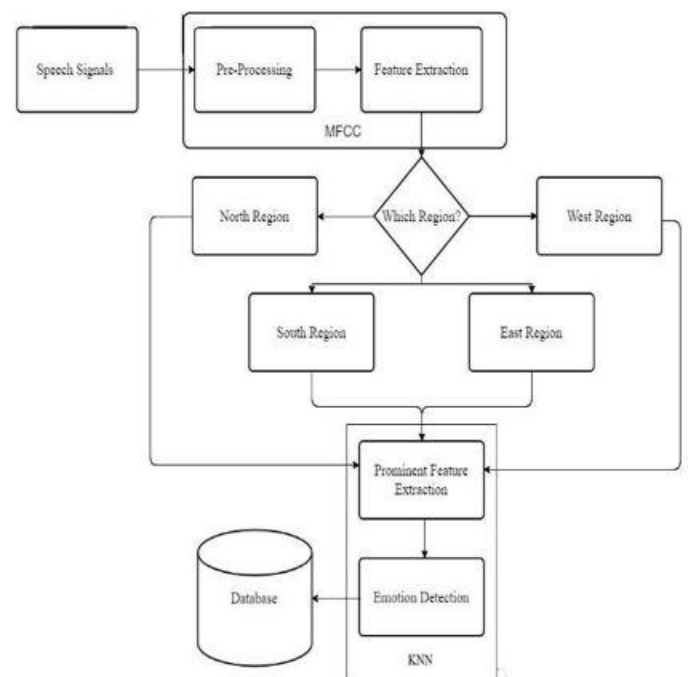 Speech Signals
Pre-Processing
Feature Extraction
MFCC
North Region
Which Region?
West Region
South Region
East Region
Prominent Feature
Extraction
Database
Emotion Detection
KNN